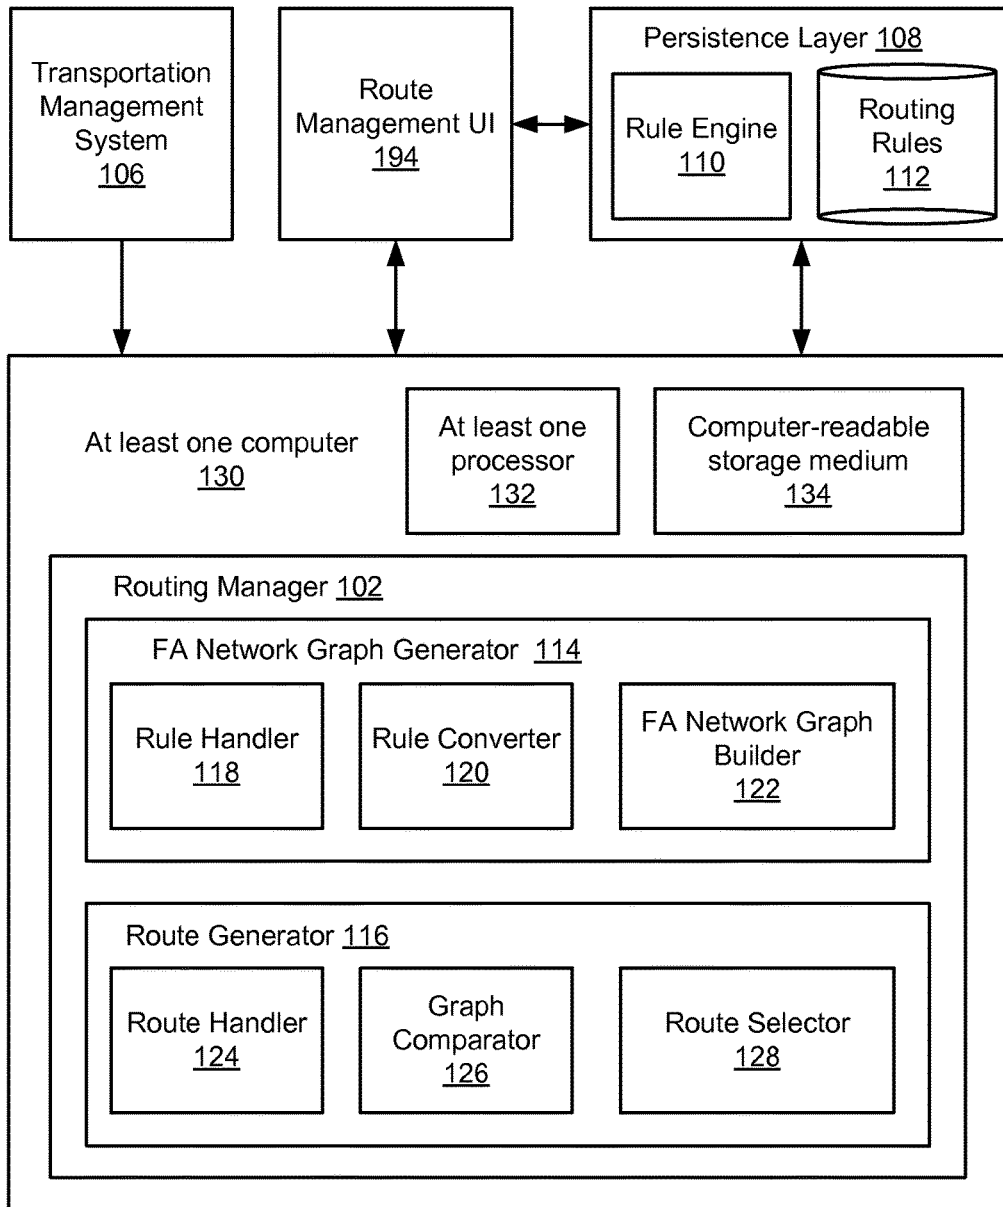 Transportation
Management
System
106
Route
Management UI
194
Persistence Layer 108
Rule Engine
110
Routing
Rules
112
At least one computer
130
At least one
processor
132
Computer-readable
storage medium
134
Routing Manager 102
FA Network Graph Generator 114
Rule Handler
118
Rule Converter
120
FA Network Graph
Builder
122
Route Generator 116
Route Handler
124
Graph
Comparator
126
Route Selector
128